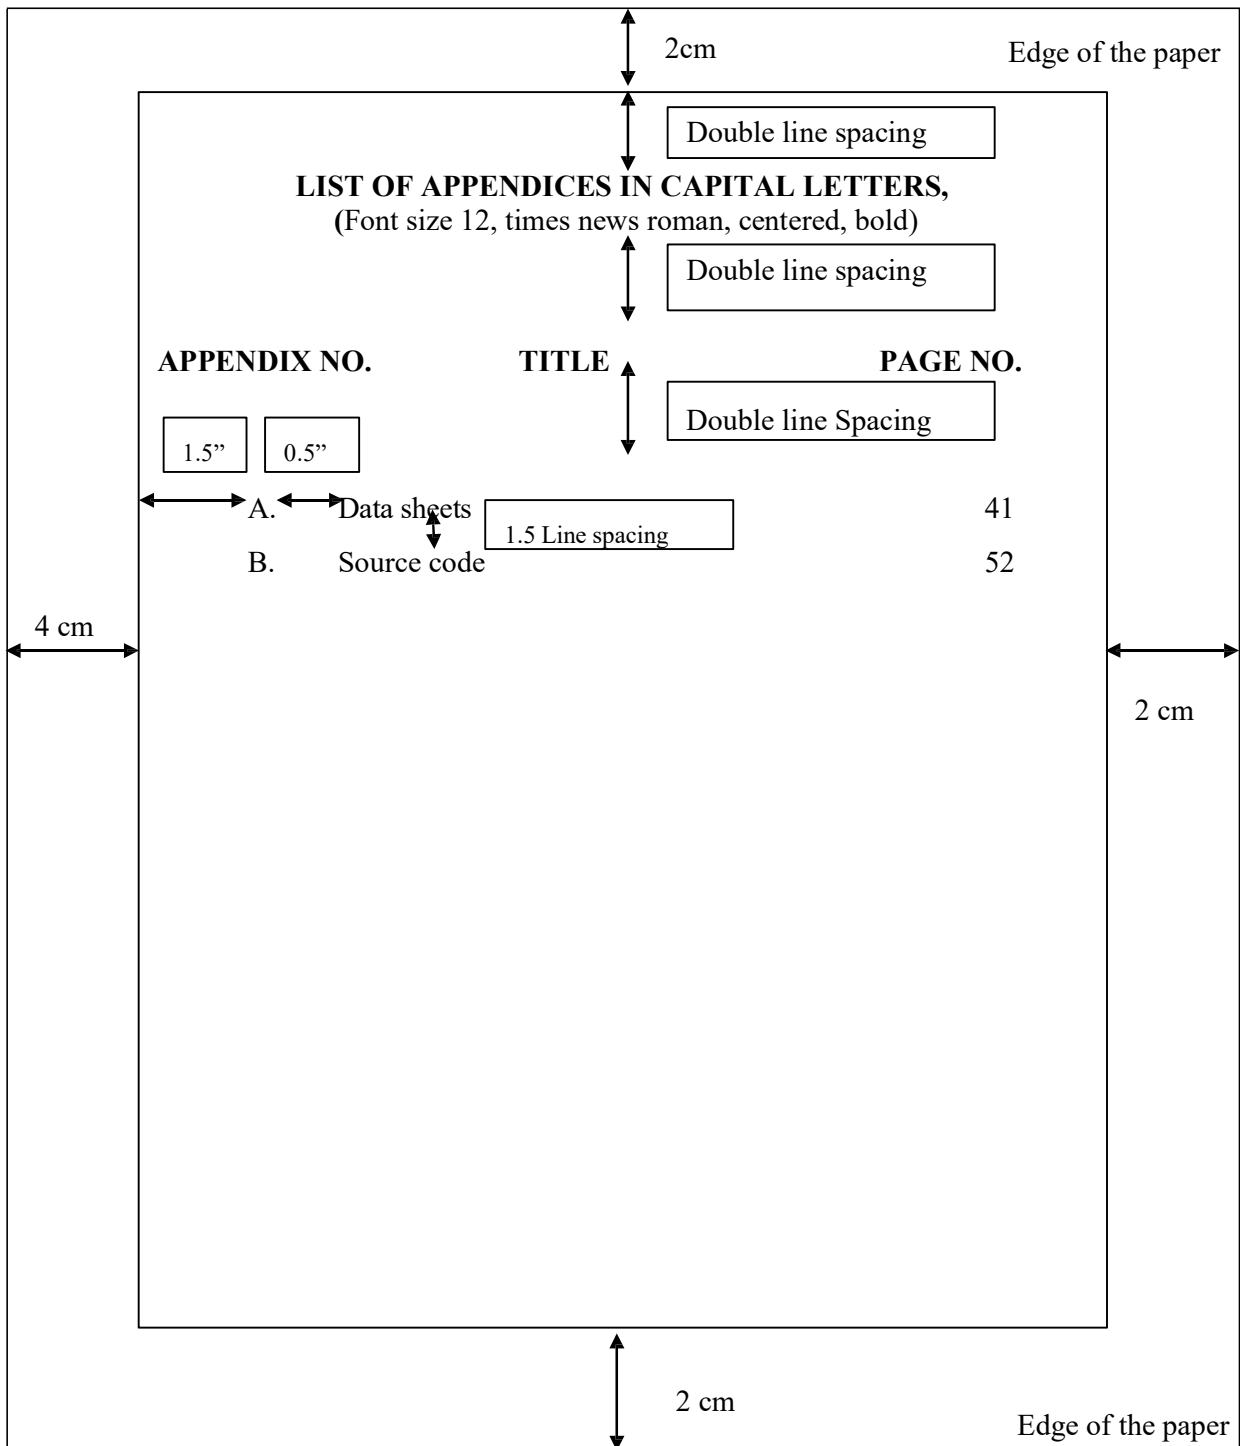 2cm
Edge of the paper
Double line spacing
LIST OF APPENDICES IN CAPITAL LETTERS,
(Font size 12, times news roman, centered, bold)
Double line spacing
APPENDIX NO. TITLE PAGE NO.
Double line Spacing
1.5” 0.5”
A. Data sheets 41
1.5 Line spacing
B. Source code 52
4 cm
2 cm
2 cm
Edge of the paper